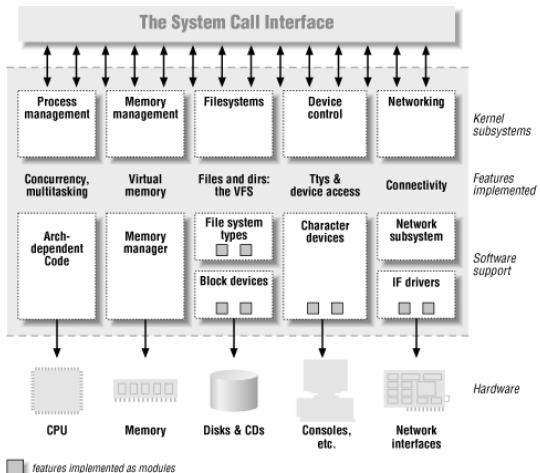 The System Call Interface
Process
management
Memory
management
Filesystems
Device
control
Networking
Kernel
subsystems
Concurrency,
multitasking
Virtual
memory
Files and dirs:
the VFS
Ttys &
device access
Connectivity
Features
implemented
Arch-
dependent
Code
Memory
manager
File system
types
Block devices
Character
devices
Network
subsystem
IF drivers
Software
support
Hardware
CPU
Memory
Disks & CDs
Consoles,
etc.
Network
interfaces
features implemented as modules